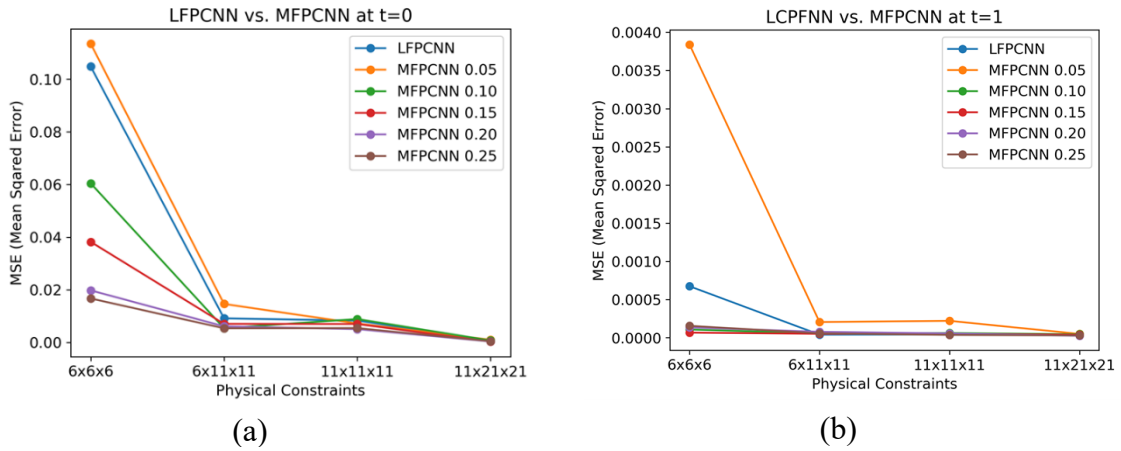 LFPCNN vs. MFPCNN at t=0
MSE (Mean Sqared Error)
0.10
0.08
0.06
0.04
0.02
0.00
LFPCNN
MFPCNN 0.05
MFPCNN 0.10
MFPCNN 0.15
MFPCNN 0.20
MFPCNN 0.25
6x6x6
6x11x11
11x11x11
11x21x21
Physical Constraints
(a)
LCPFNN vs. MFPCNN at t=1
MSE (Mean Sqared Error)
0.0040
0.0035
0.0030
0.0025
0.0020
0.0015
0.0010
0.0005
0.0000
LFPCNN
MFPCNN 0.05
MFPCNN 0.10
MFPCNN 0.15
MFPCNN 0.20
MFPCNN 0.25
6x6x6
6x11x11
11x11x11
11x21x21
Physical Constraints
(b)